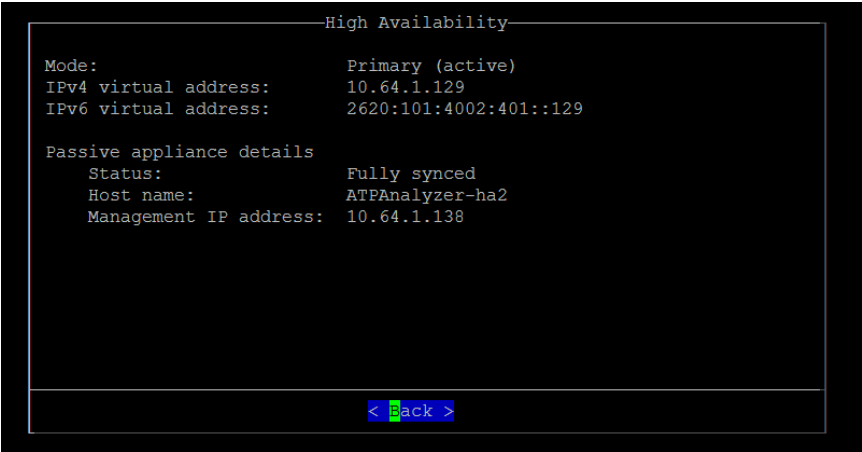 High Availability
Mode: Primary (active)
IPv4 virtual address: 10.64.1.129
IPv6 virtual address: 2620:101:4002:401::129
Passive appliance details
Status: Fully synced
Host name: ATPAnalyzer-ha2
Management IP address: 10.64.1.138
< Back >